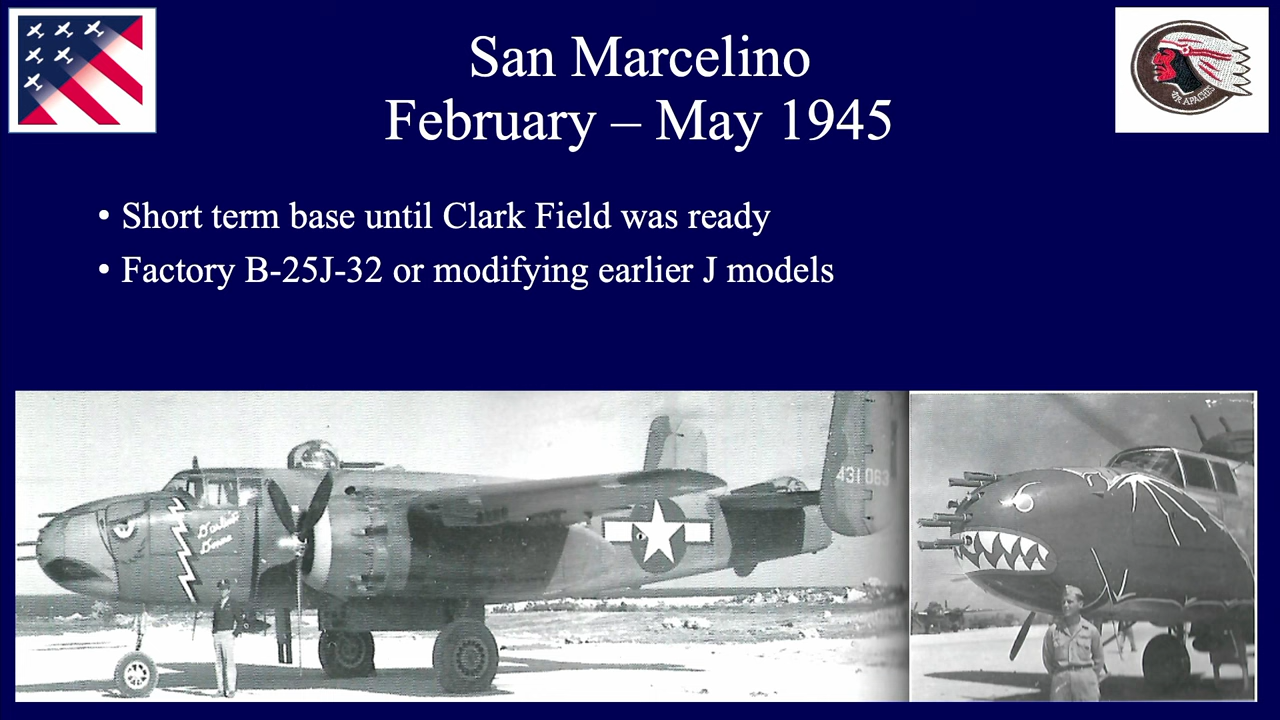 San Marcelino
February – May 1945
• Short term base until Clark Field was ready
• Factory B-25J-32 or modifying earlier J models
431063